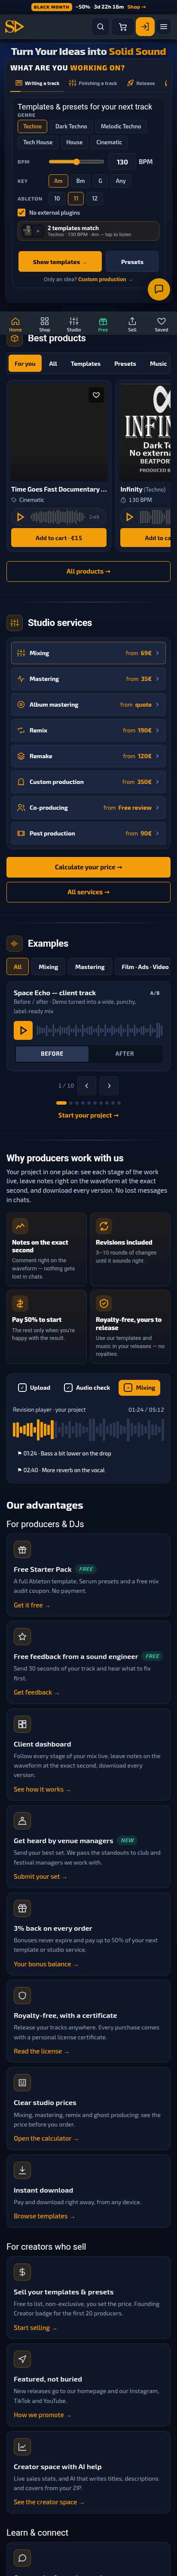 BLACK MONTH −50% · 3d 22h 16m Shop →
Turn Your Ideas into Solid Sound
WHAT ARE YOU WORKING ON?
Writing a track
Finishing a track
Release
Tempos & presets for your next track
GENRE
Techno
Dark Techno
Melodic Techno
Tech House
House
Cinematic
BPM
130 BPM
KEY
Am
Bm
G
Any
ABLETON
10
11
12
No external plugins
2 templates match
Techno · 130 BPM · Am — tap to listen
Show templates →
Presets
Only an idea? Custom production →
Home
Shop
Studio
Free
Sell
Saved
Best products
For you
All
Templates
Presets
Music
Time Goes Fast Documentary ...
Cinematic
2:49
Add to cart · €15
INFIN
Dark Te
No externa
BEATPOR
PRODUCED B
Infinity (Techno)
130 BPM
Add to ca
All products →
Studio services
Mixing from 69€
Mastering from 35€
Album mastering from quote
Remix from 190€
Remake from 120€
Custom production from 350€
Co-producing from Free review
Post production from 90€
Calculate your price →
All services →
Examples
All
Mixing
Mastering
Film · Ads · Video
Space Echo — client track A/B
Before / after · Demo turned into a wide, punchy,
label-ready mix
BEFORE
AFTER
1 / 10
Start your project →
Why producers work with us
Your project in one place: see each stage of the work
live, leave notes right on the waveform at the exact
second, and download every version. No lost messages
in chats.
Notes on the exact
second
Comment right on the
waveform — nothing gets
lost in chats.
Revisions included
3–10 rounds of changes
until it sounds right.
Pay 50% to start
The rest only when you're
happy with the result.
Royalty-free, yours to
release
Use our templates and
music in your releases — no
royalties.
Upload
Audio check
Mixing
Revision player · your project 01:24 / 05:12
01:24 · Bass a bit lower on the drop
02:40 · More reverb on the vocal
Our advantages
For producers & DJs
Free Starter Pack FREE
A full Ableton template, Serum presets and a free mix
audit coupon. No payment.
Get it free →
Free feedback from a sound engineer FREE
Send 30 seconds of your track and hear what to fix
first.
Get feedback →
Client dashboard
Follow every stage of your mix live, leave notes on the
waveform at the exact second, download every
version.
See how it works →
Get heard by venue managers NEW
Send your best set. We pass the standouts to club and
festival managers we work with.
Submit your set →
3% back on every order
Bonuses never expire and pay up to 50% of your next
template or studio service.
Your bonus balance →
Royalty-free, with a certificate
Release your tracks anywhere. Every purchase comes
with a personal license certificate.
Read the license →
Clear studio prices
Mixing, mastering, remix and ghost producing: see the
price before you order.
Open the calculator →
Instant download
Pay and download right away, from any device.
Browse templates →
For creators who sell
Sell your templates & presets
Free to list, non-exclusive, you set the price. Founding
Creator badge for the first 20 producers.
Start selling →
Featured, not buried
New releases go to our homepage and our Instagram,
TikTok and YouTube.
How we promote →
Creator space with AI help
Live sales stats, and AI that writes titles, descriptions
and covers from your ZIP.
See the creator space →
Learn & connect